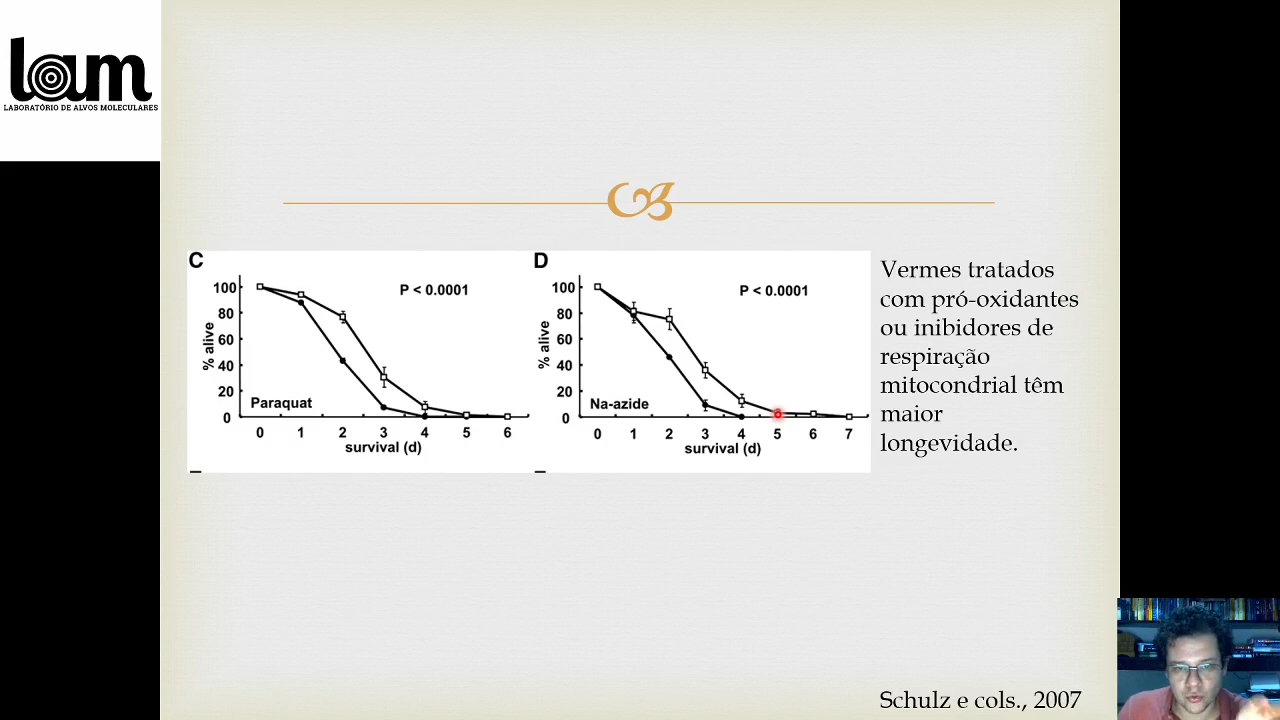 lam
LABORATÓRIO DE ALVOS MOLECULARES
C
P < 0.0001
% alive
100
80
60
40
20
0
Paraquat
0 1 2 3 4 5 6
survival (d)
D
P < 0.0001
% alive
100
80
60
40
20
0
Na-azide
0 1 2 3 4 5 6 7
survival (d)
Vermes tratados
com pró-oxidantes
ou inibidores de
respiração
mitocondrial têm
maior
longevidade.
Schulz e cols., 2007